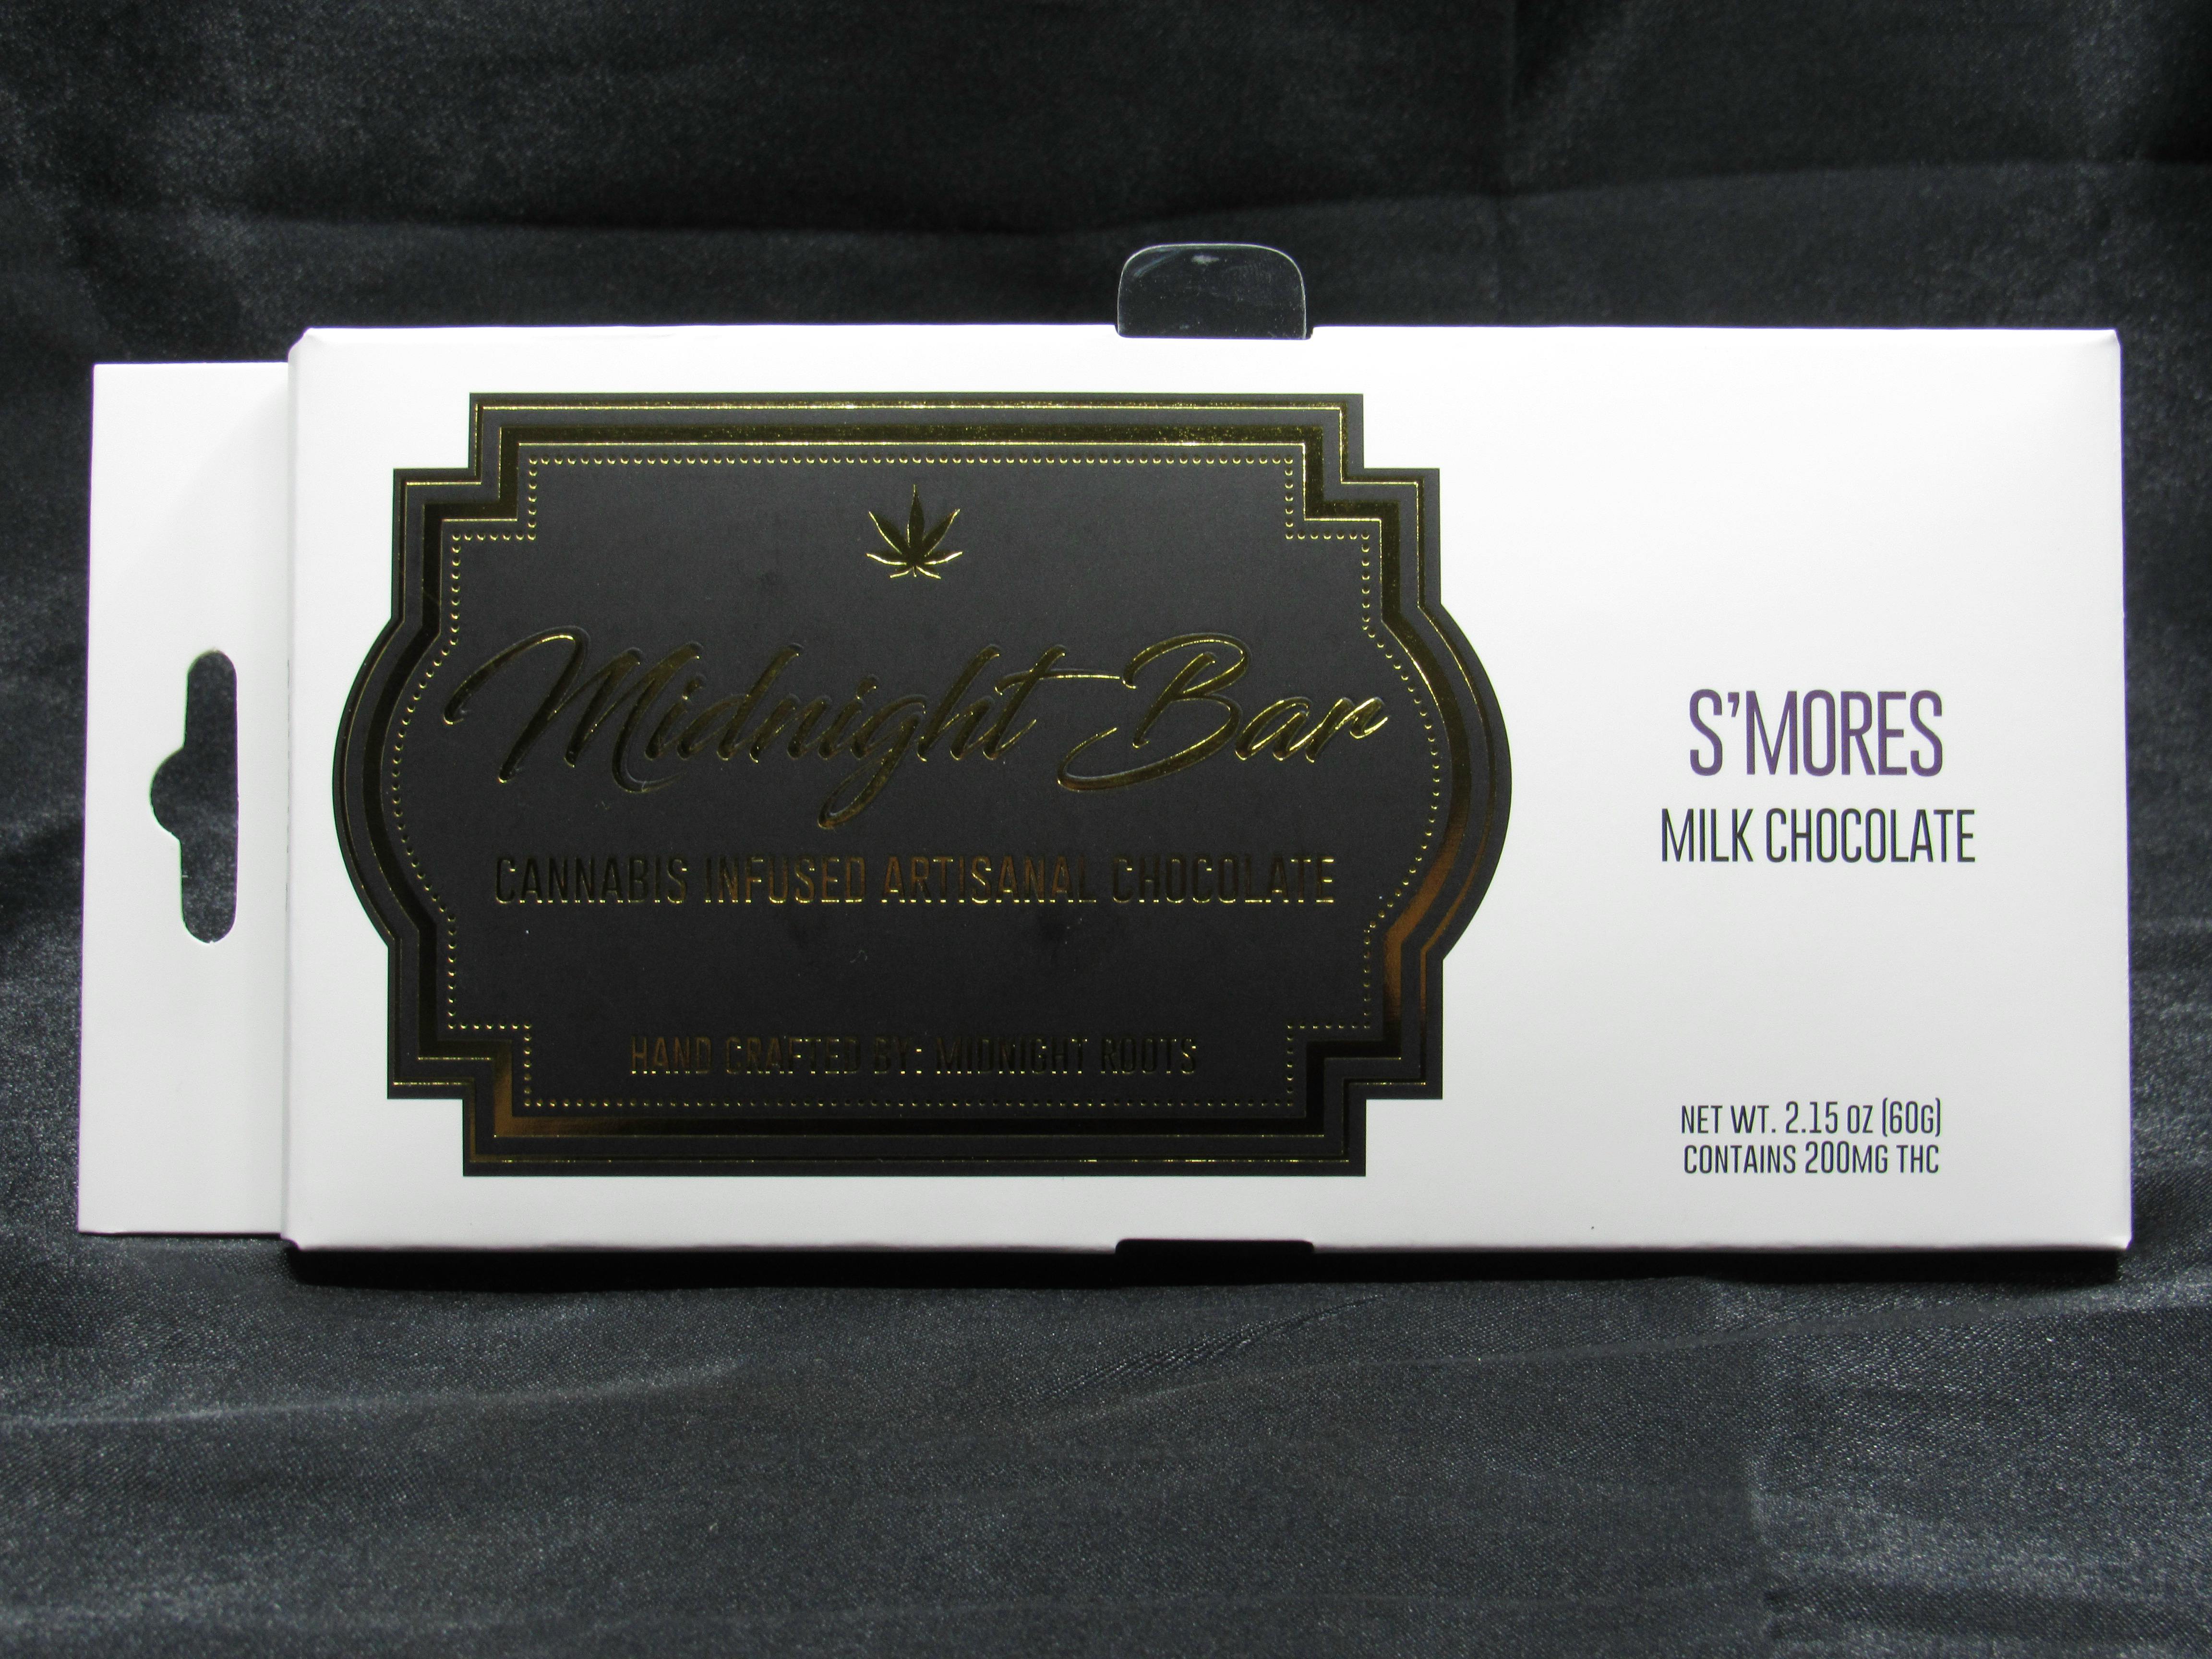 Midnight Bar
CANNABIS INFUSED ARTISANAL CHOCOLATE
HAND CRAFTED BY: MIDNIGHT ROOTS
S'MORES
MILK CHOCOLATE
NET WT. 2.15 OZ (60G)
CONTAINS 200MG THC